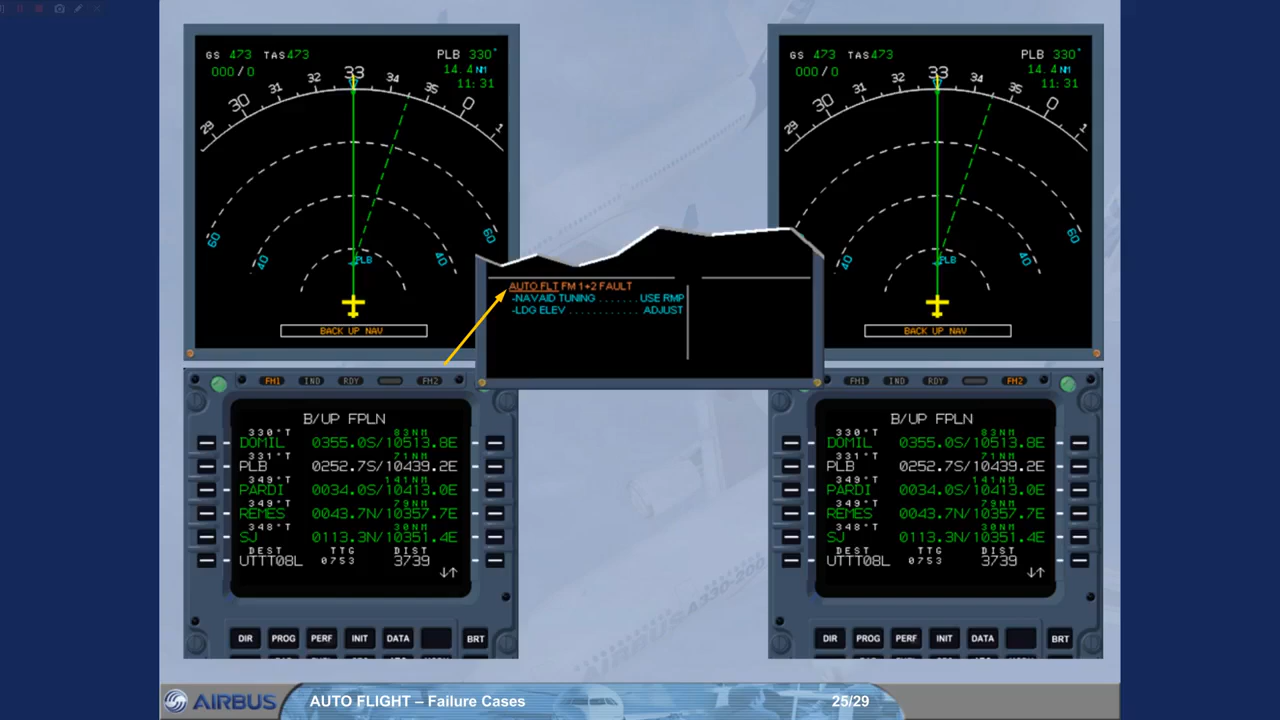 GS 473 TAS473 PLB 330°
000/0 14.4NM
11:31
29 30 31 32 33 34 35 0 1
60 40 PLB 40 60
BACK UP NAV
GS 473 TAS473 PLB 330°
000/0 14.4NM
11:31
29 30 31 32 33 34 35 0 1
60 40 PLB 40 60
BACK UP NAV
AUTO FLT FM 1+2 FAULT
-NAVAID TUNING.......USE RMP
-LDG ELEV............ADJUST
FM1 IND RDY FM2
B/UP FPLN
330°T 83NM
DOMIL 0355.0S/10513.8E
331°T 71NM
PLB 0252.7S/10439.2E
349°T 141NM
PARDI 0034.0S/10413.0E
349°T 79NM
REMES 0043.7N/10357.7E
348°T 30NM
SJ 0113.3N/10351.4E
DEST TTG DIST
UTTT08L 0753 3739
↓↑
DIR PROG PERF INIT DATA BRT
FM1 IND RDY FM2
B/UP FPLN
330°T 83NM
DOMIL 0355.0S/10513.8E
331°T 71NM
PLB 0252.7S/10439.2E
349°T 141NM
PARDI 0034.0S/10413.0E
349°T 79NM
REMES 0043.7N/10357.7E
348°T 30NM
SJ 0113.3N/10351.4E
DEST TTG DIST
UTTT08L 0753 3739
↓↑
DIR PROG PERF INIT DATA BRT
AIRBUS A330-200
AIRBUS
AUTO FLIGHT – Failure Cases 25/29